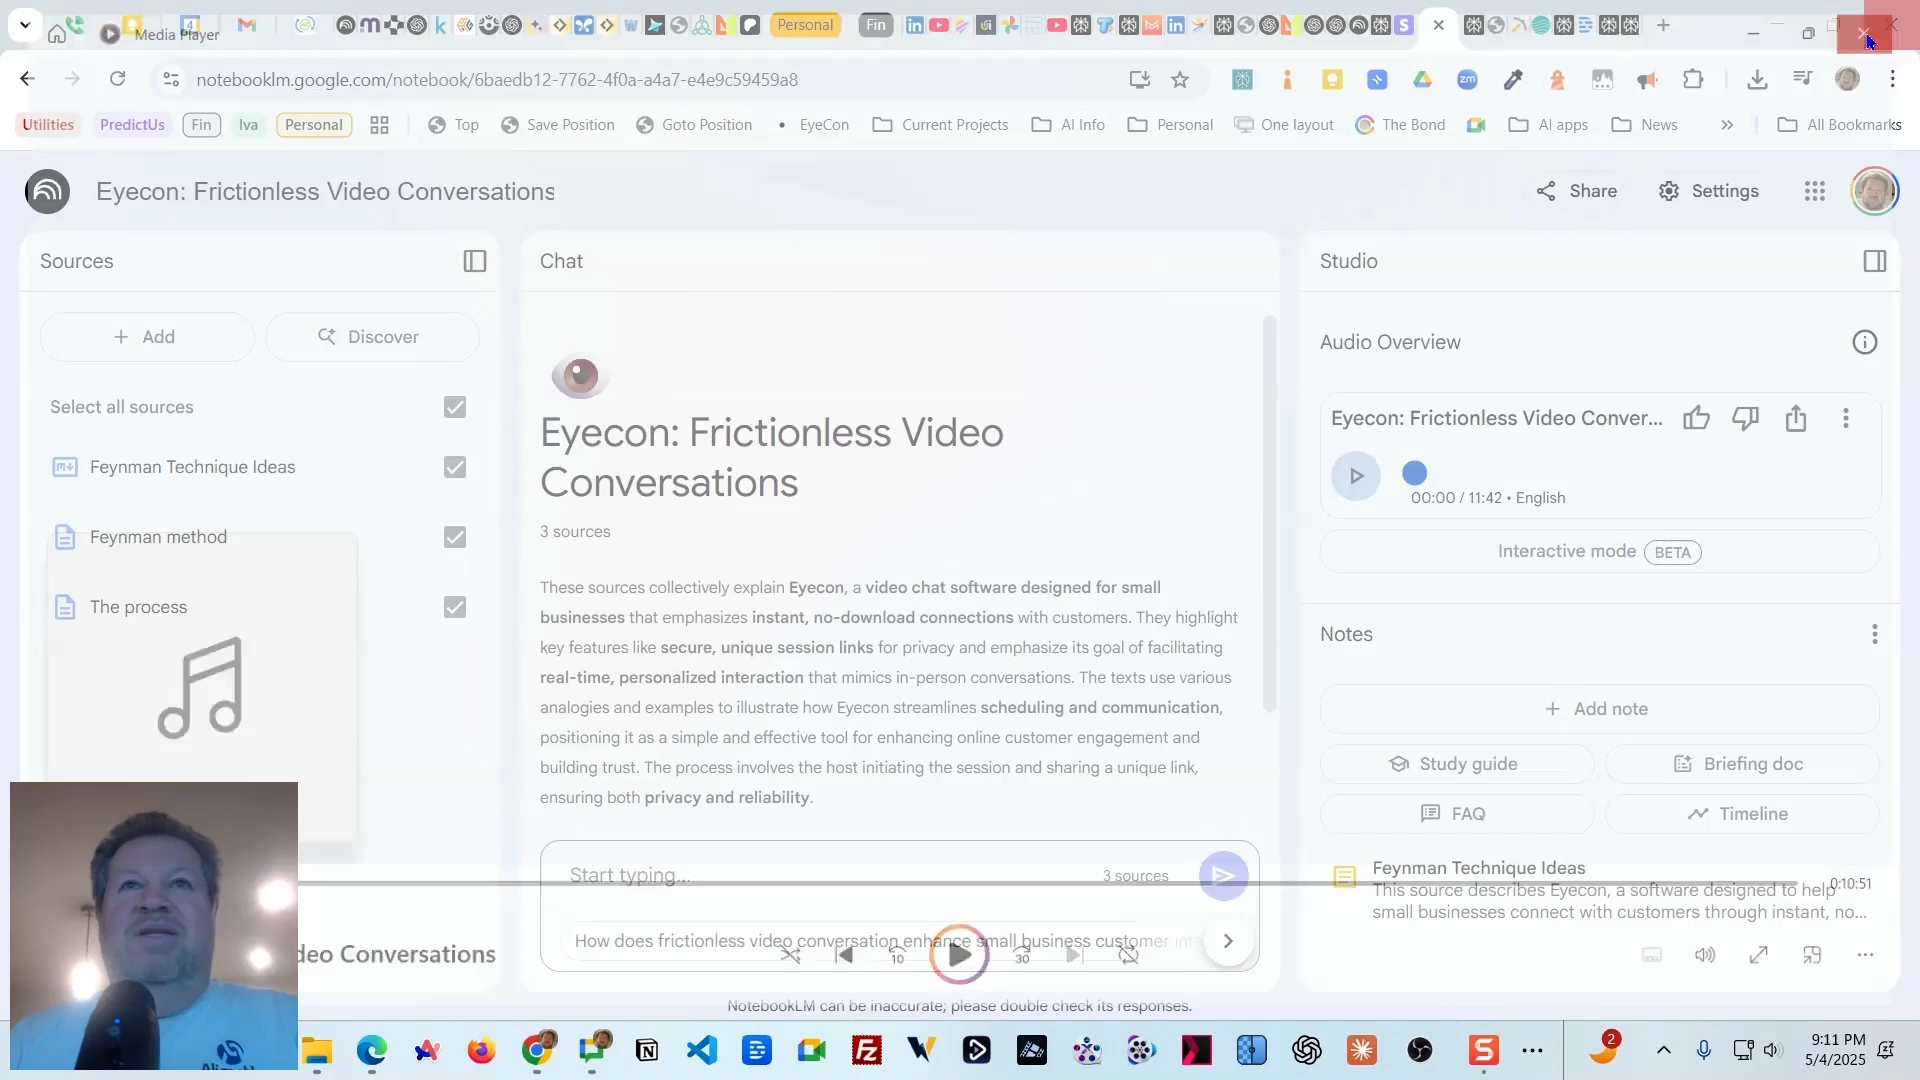 Media Player
Personal
Fin
notebooklm.google.com/notebook/6baedb12-7762-4f0a-a4a7-e4e9c59459a8
Utilities
PredictUs
Fin
Iva
Personal
Top
Save Position
Goto Position
EyeCon
Current Projects
AI Info
Personal
One layout
The Bond
AI apps
News
All Bookmarks
Eyecon: Frictionless Video Conversations
Share
Settings
Sources
Add
Discover
Select all sources
Feynman Technique Ideas
Feynman method
The process
deo Conversations
Chat
Eyecon: Frictionless Video
Conversations
3 sources
These sources collectively explain Eyecon, a video chat software designed for small
businesses that emphasizes instant, no-download connections with customers. They highlight
key features like secure, unique session links for privacy and emphasize its goal of facilitating
real-time, personalized interaction that mimics in-person conversations. The texts use various
analogies and examples to illustrate how Eyecon streamlines scheduling and communication,
positioning it as a simple and effective tool for enhancing online customer engagement and
building trust. The process involves the host initiating the session and sharing a unique link,
ensuring both privacy and reliability.
Start typing...
3 sources
How does frictionless video conversation enhance small business customer
10
30
NotebookLM can be inaccurate; please double check its responses.
Studio
Audio Overview
Eyecon: Frictionless Video Conver...
00:00 / 11:42 • English
Interactive mode BETA
Notes
Add note
Study guide
Briefing doc
FAQ
Timeline
Feynman Technique Ideas
This source describes Eyecon, a software designed to help
small businesses connect with customers through instant, no...
0:10:51
2
9:11 PM
5/4/2025